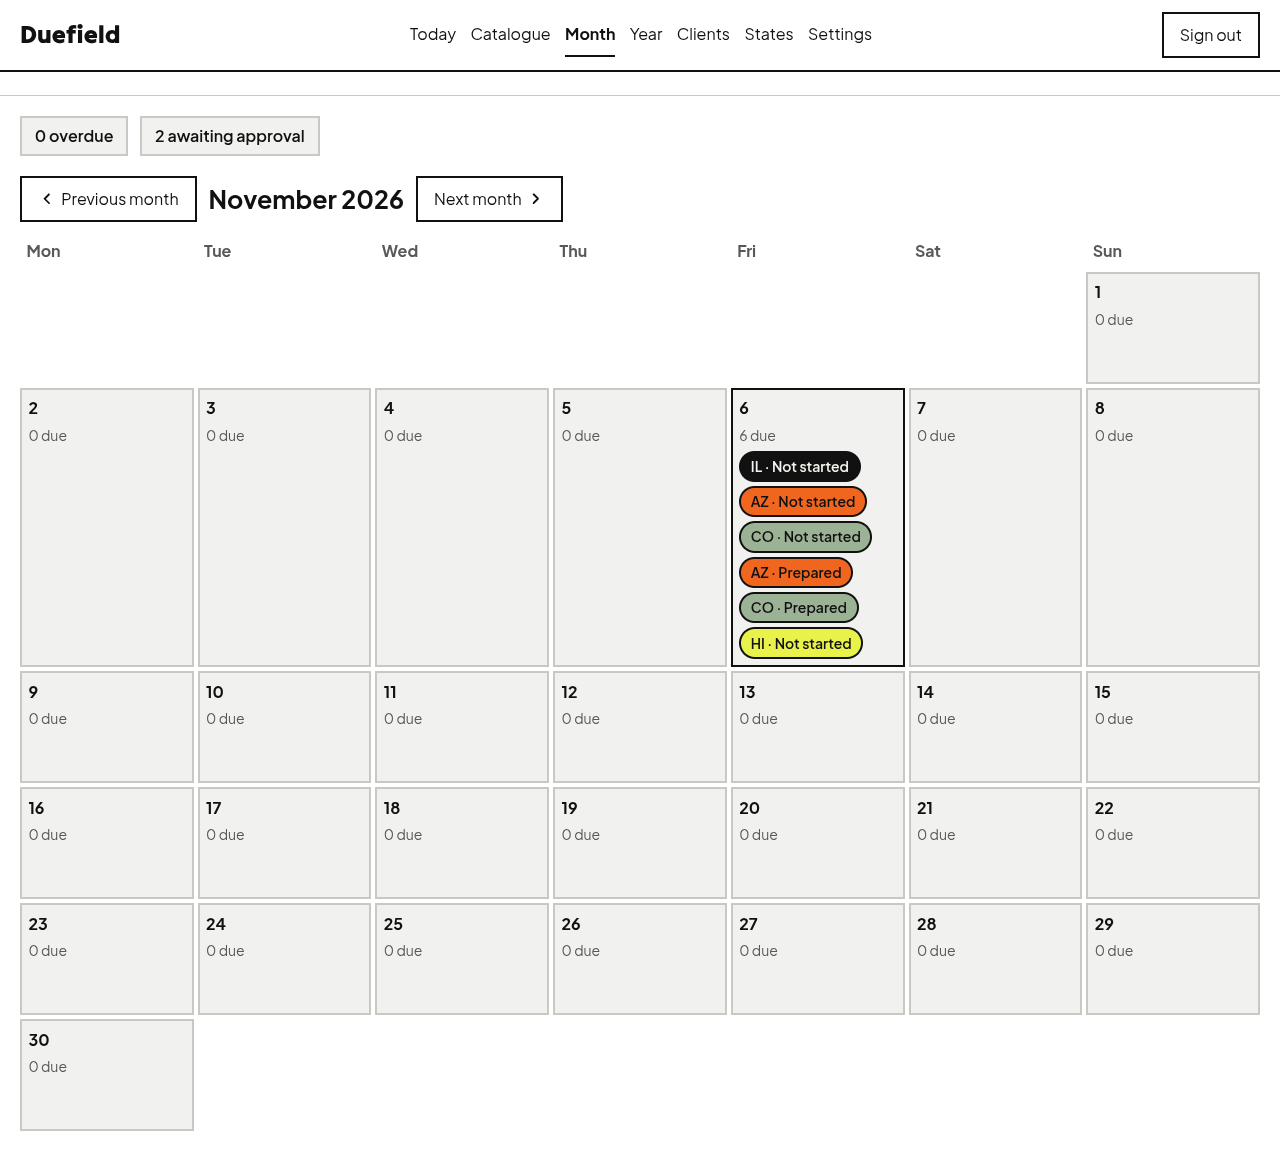 Duefield
Today Catalogue Month Year Clients States Settings
Sign out
0 overdue
2 awaiting approval
Previous month
November 2026
Next month
Mon Tue Wed Thu Fri Sat Sun
1
0 due
2 3 4 5 6 7 8
0 due 0 due 0 due 0 due 6 due 0 due 0 due
IL · Not started
AZ · Not started
CO · Not started
AZ · Prepared
CO · Prepared
HI · Not started
9 10 11 12 13 14 15
0 due 0 due 0 due 0 due 0 due 0 due 0 due
16 17 18 19 20 21 22
0 due 0 due 0 due 0 due 0 due 0 due 0 due
23 24 25 26 27 28 29
0 due 0 due 0 due 0 due 0 due 0 due 0 due
30
0 due